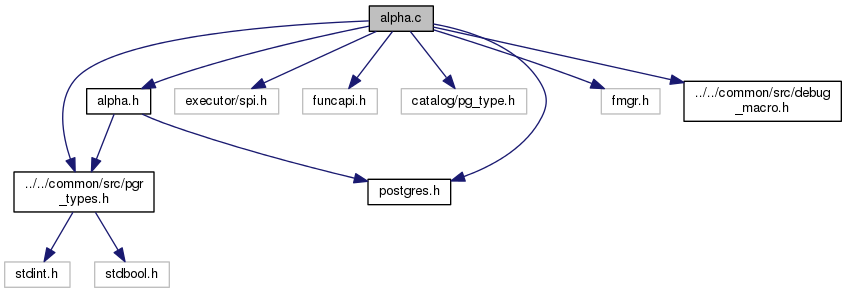 alpha.c
alpha.h
executor/spi.h
funcapi.h
catalog/pg_type.h
fmgr.h
../../common/src/debug
_macro.h
../../common/src/pgr
_types.h
postgres.h
stdint.h
stdbool.h